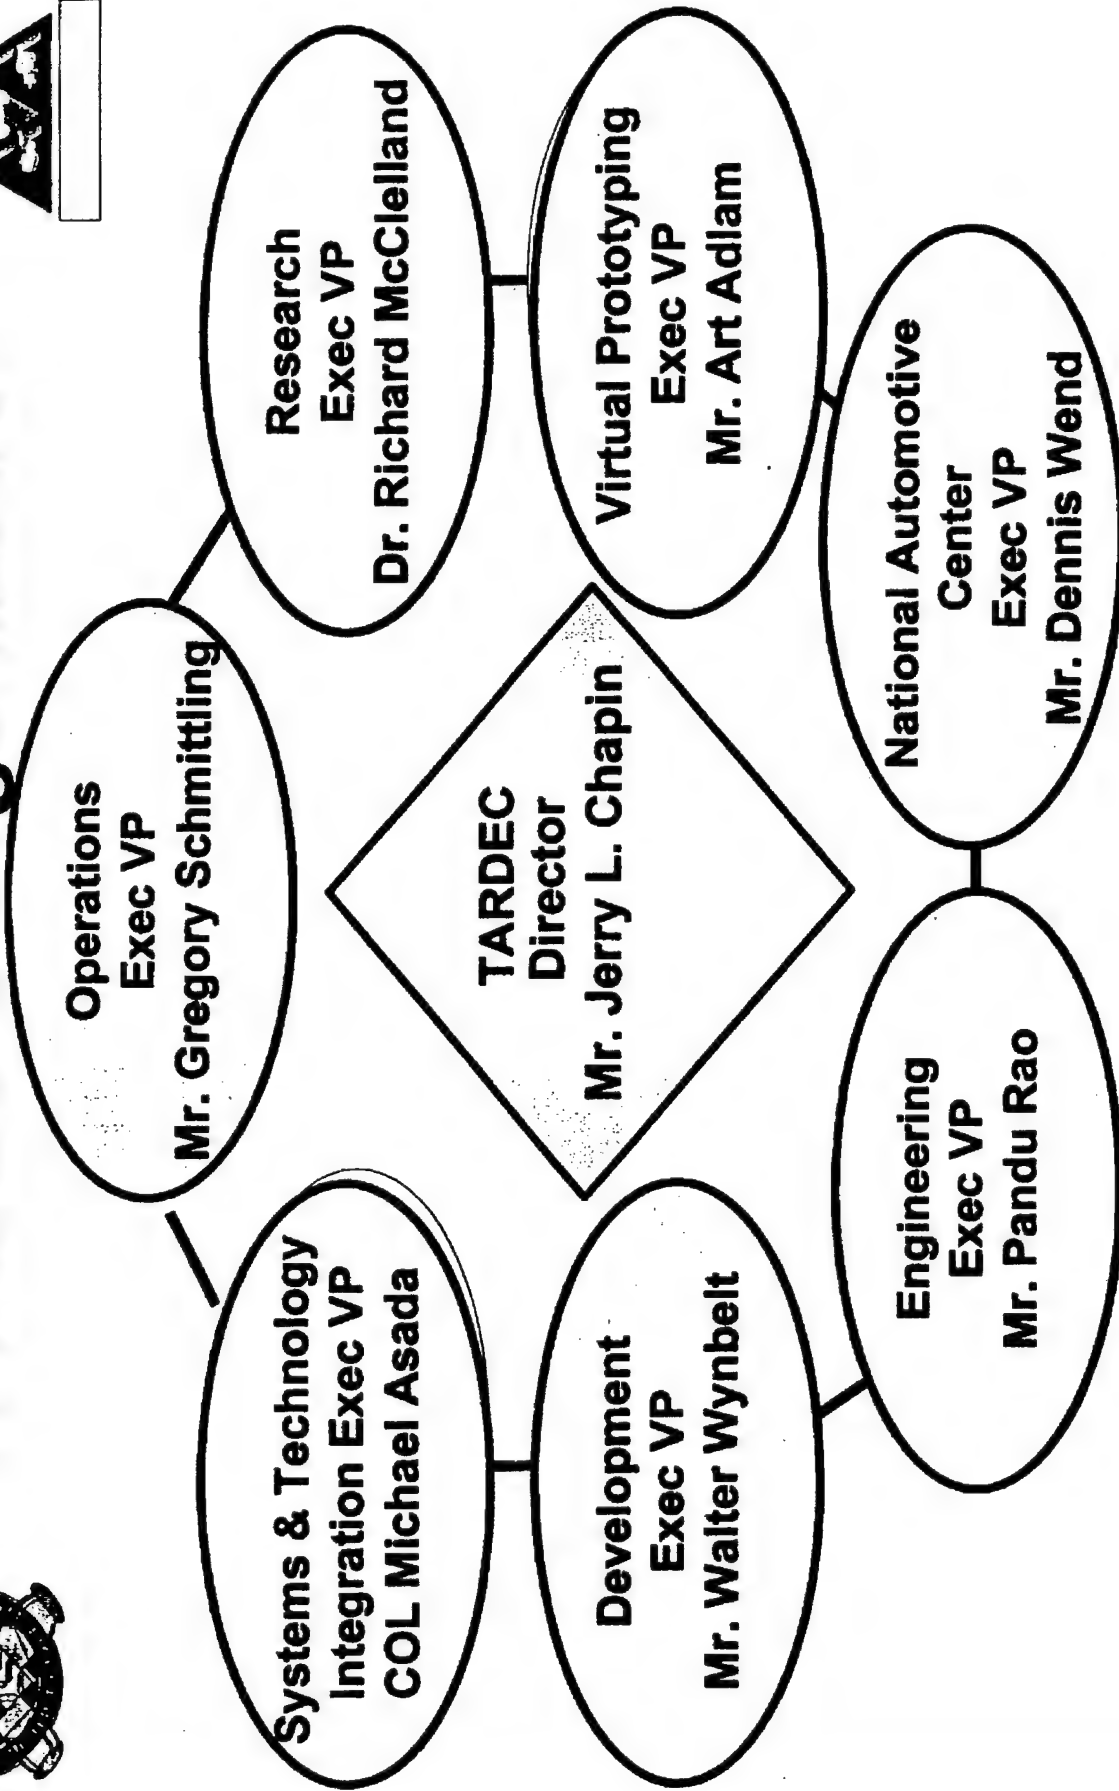 Operations
Exec VP
Mr. Gregory Schmittling
Systems & Technology
Integration Exec VP
COL Michael Asada
Research
Exec VP
Dr. Richard McClelland
TARDEC
Director
Mr. Jerry L. Chapin
Development
Exec VP
Mr. Walter Wynbelt
Virtual Prototyping
Exec VP
Mr. Art Adlam
Engineering
Exec VP
Mr. Pandu Rao
National Automotive
Center
Exec VP
Mr. Dennis Wend